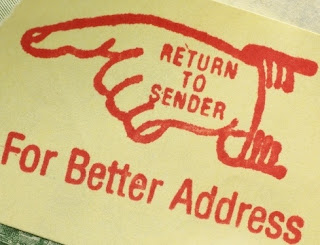 RETURN
TO
SENDER
For Better Address